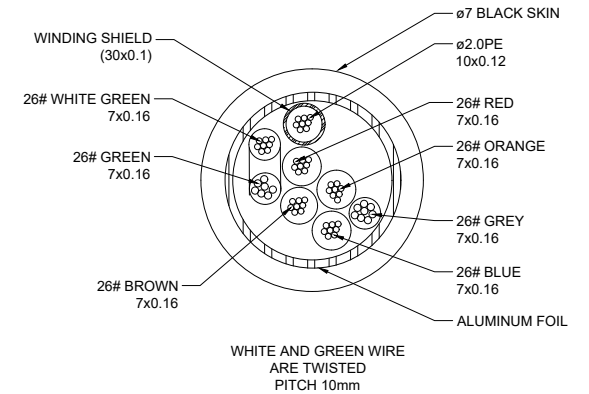 ø7 BLACK SKIN
WINDING SHIELD
(30x0.1)
ø2.0PE
10x0.12
26# WHITE GREEN
7x0.16
26# RED
7x0.16
26# GREEN
7x0.16
26# ORANGE
7x0.16
26# GREY
7x0.16
26# BROWN
7x0.16
26# BLUE
7x0.16
ALUMINUM FOIL
WHITE AND GREEN WIRE
ARE TWISTED
PITCH 10mm